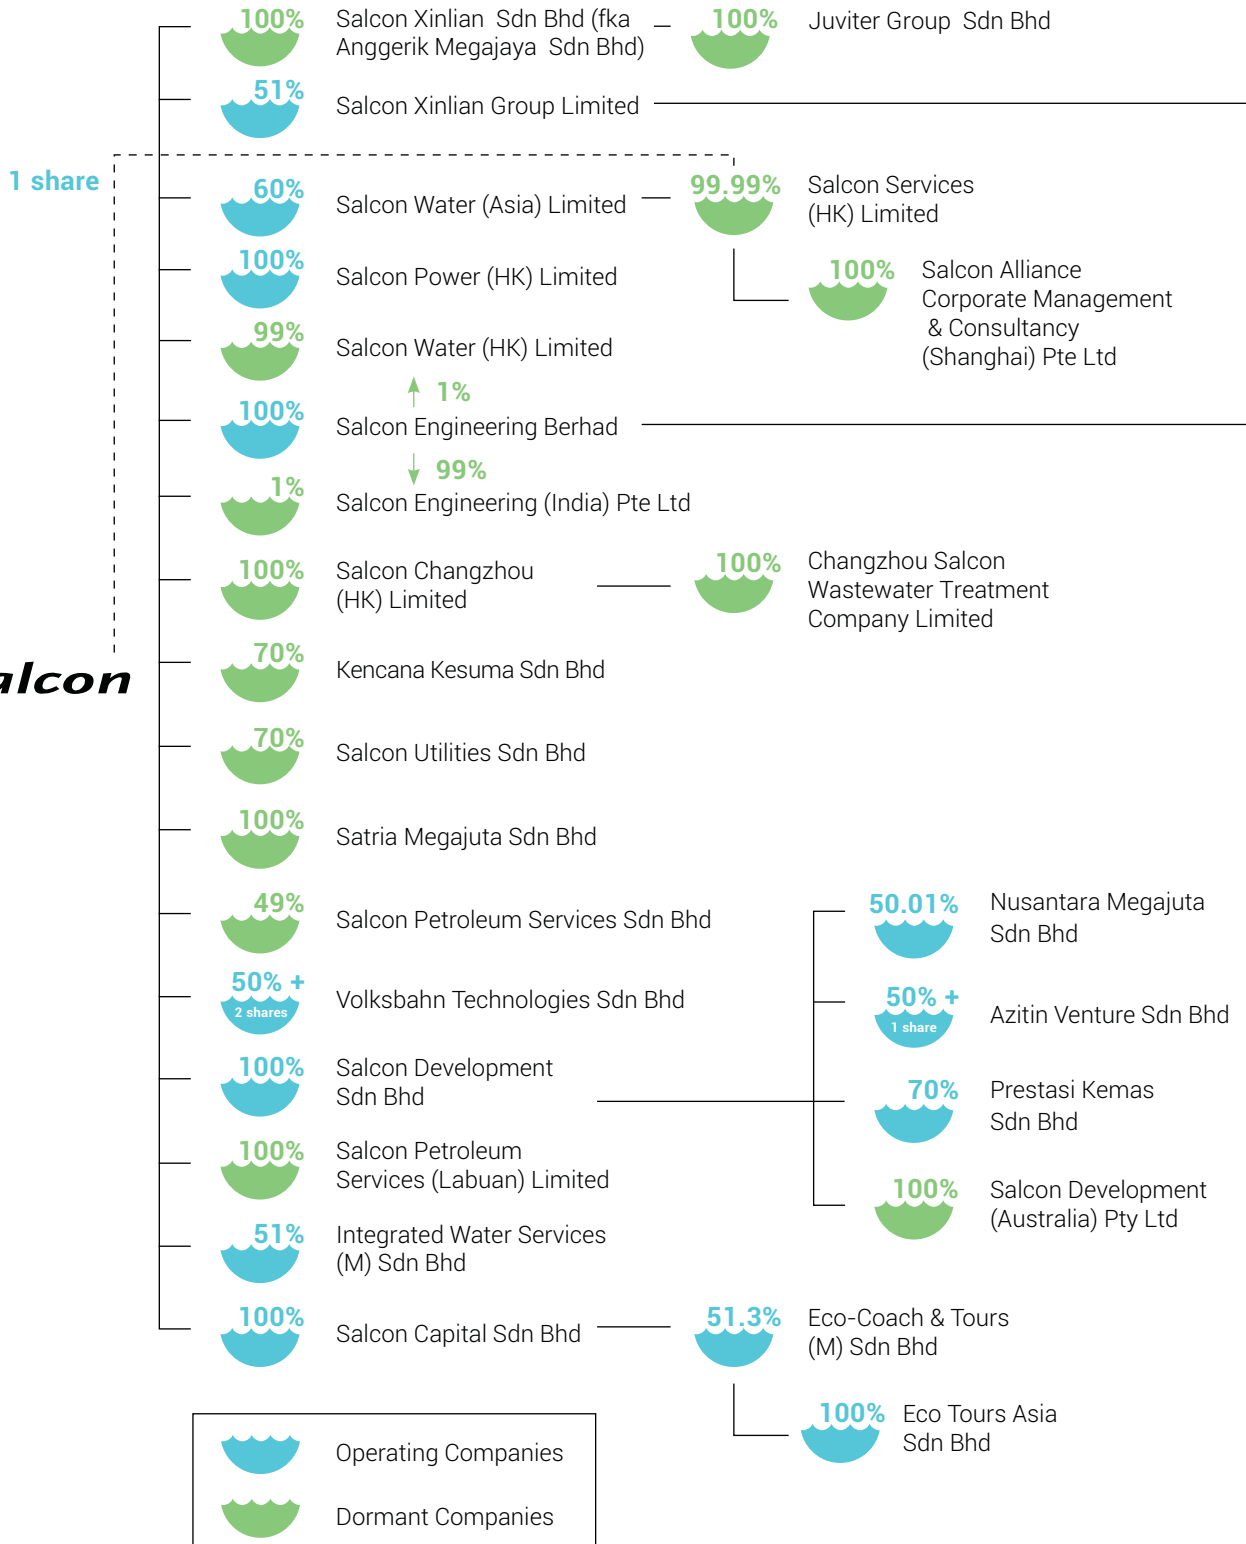 100%
Salcon Xinlian Sdn Bhd (fka
Anggerik Megajaya Sdn Bhd)
100%
Juviter Group Sdn Bhd
51%
Salcon Xinlian Group Limited
1 share
60%
Salcon Water (Asia) Limited
99.99%
Salcon Services
(HK) Limited
100%
Salcon Power (HK) Limited
100%
Salcon Alliance
Corporate Management
& Consultancy
(Shanghai) Pte Ltd
99%
Salcon Water (HK) Limited
1%
100%
Salcon Engineering Berhad
99%
1%
Salcon Engineering (India) Pte Ltd
100%
Salcon Changzhou
(HK) Limited
100%
Changzhou Salcon
Wastewater Treatment
Company Limited
alcon
70%
Kencana Kesuma Sdn Bhd
70%
Salcon Utilities Sdn Bhd
100%
Satria Megajuta Sdn Bhd
49%
Salcon Petroleum Services Sdn Bhd
50.01%
Nusantara Megajuta
Sdn Bhd
50% +
2 shares
Volksbahn Technologies Sdn Bhd
50% +
1 share
Azitin Venture Sdn Bhd
100%
Salcon Development
Sdn Bhd
70%
Prestasi Kemas
Sdn Bhd
100%
Salcon Petroleum
Services (Labuan) Limited
100%
Salcon Development
(Australia) Pty Ltd
51%
Integrated Water Services
(M) Sdn Bhd
100%
Salcon Capital Sdn Bhd
51.3%
Eco-Coach & Tours
(M) Sdn Bhd
100%
Eco Tours Asia
Sdn Bhd
Operating Companies
Dormant Companies